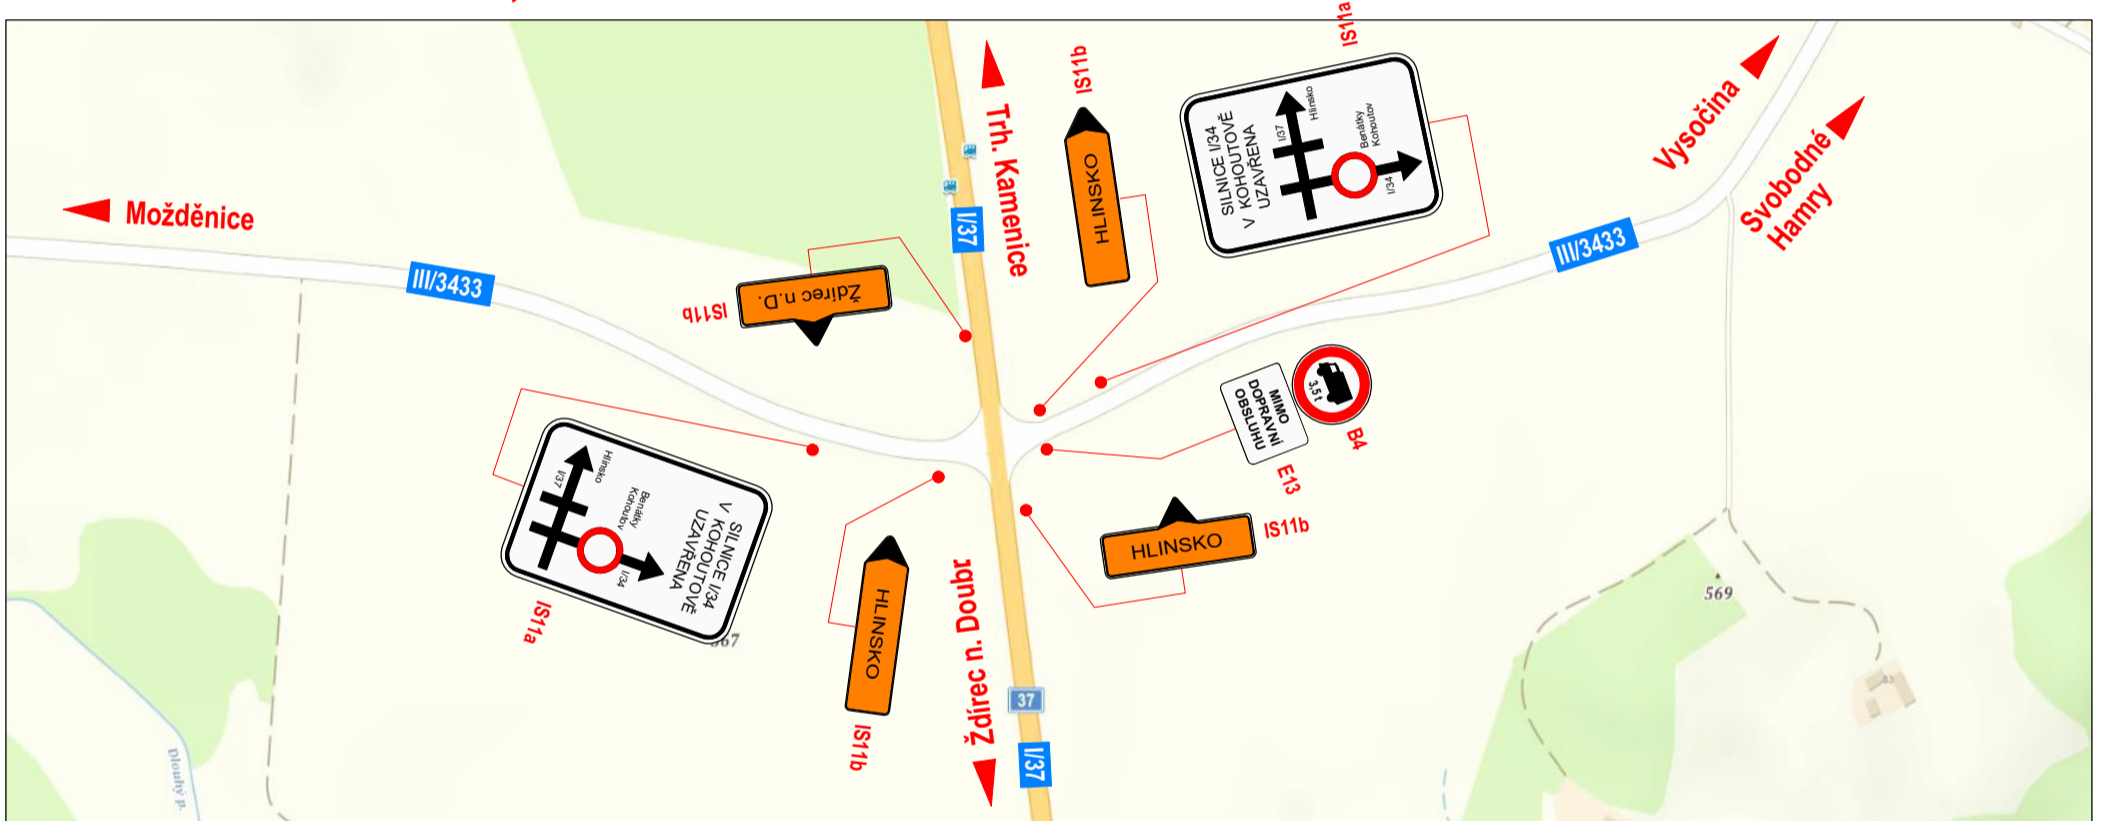 IS11a
IS11b
Trh. Kamenice
I/37
HLINSKO
SILNICE I/34
V KOHOUTOVĚ
UZAVŘENA
I/37
Hlinsko
Benátky
Kohoutov
I/34
Vysočina
Svobodné
Hamry
III/3433
Možděnice
III/3433
Ždírec n.D.
IS11b
3,5 t
B4
MIMO
DOPRAVNÍ
OBSLUHU
E13
HLINSKO
IS11b
SILNICE I/34
V KOHOUTOVĚ
UZAVŘENA
I/37
Hlinsko
Benátky
Kohoutov
I/34
IS11a
HLINSKO
IS11b
Ždírec n. Doubr
37
I/37
569
Dlouhý p.